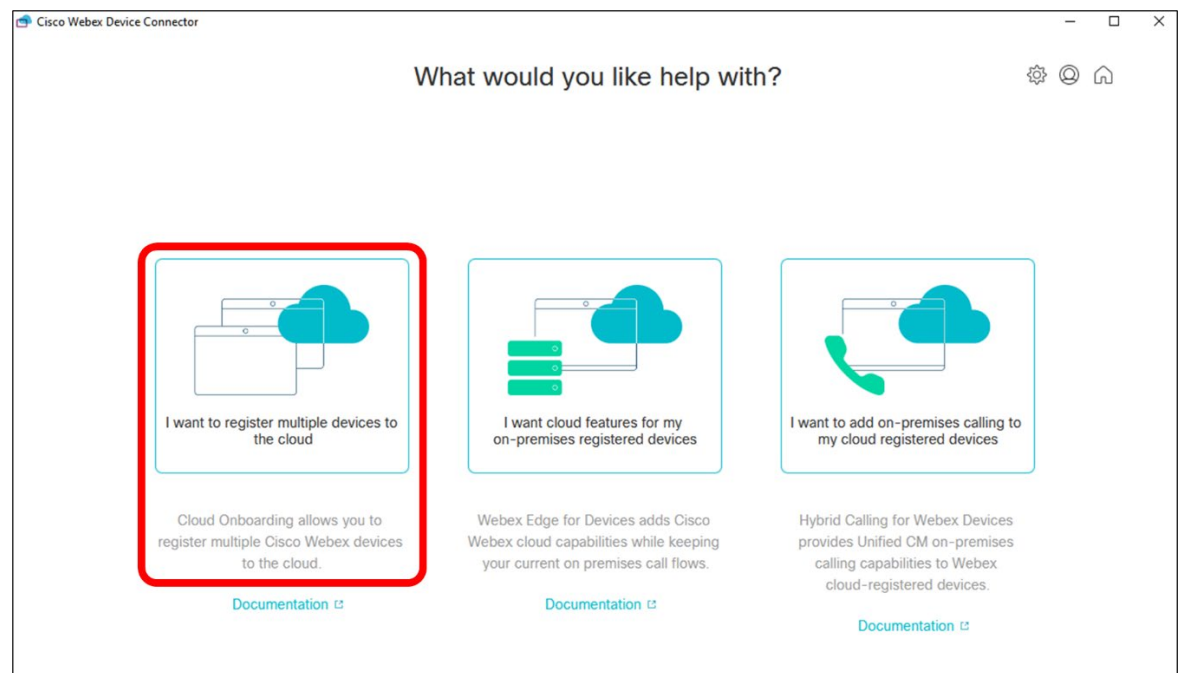 Cisco Webex Device Connector
What would you like help with?
I want to register multiple devices to
the cloud
Cloud Onboarding allows you to
register multiple Cisco Webex devices
to the cloud.
Documentation
I want cloud features for my
on-premises registered devices
Webex Edge for Devices adds Cisco
Webex cloud capabilities while keeping
your current on premises call flows.
Documentation
I want to add on-premises calling to
my cloud registered devices
Hybrid Calling for Webex Devices
provides Unified CM on-premises
calling capabilities to Webex
cloud-registered devices.
Documentation